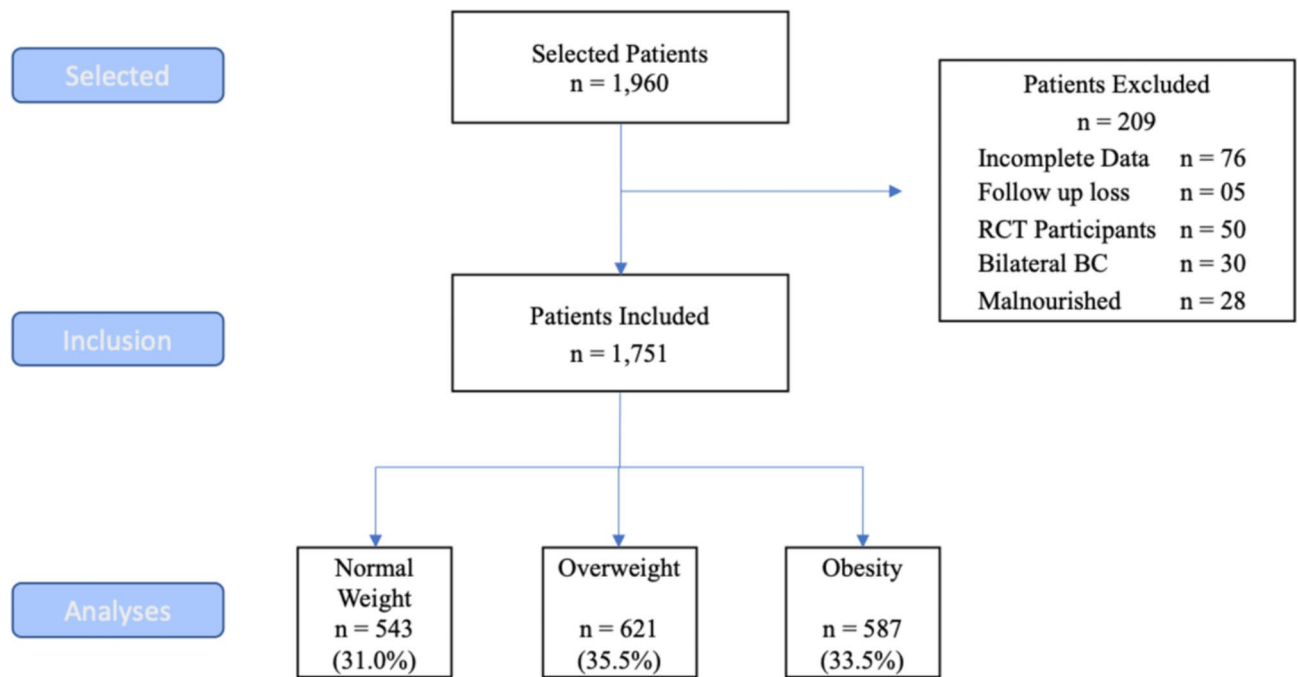 Selected
Selected Patients
n = 1,960
Patients Excluded
n = 209
Incomplete Data n = 76
Follow up loss n = 05
RCT Participants n = 50
Bilateral BC n = 30
Malnourished n = 28
Inclusion
Patients Included
n = 1,751
Analyses
Normal
Weight
n = 543
(31.0%)
Overweight
n = 621
(35.5%)
Obesity
n = 587
(33.5%)